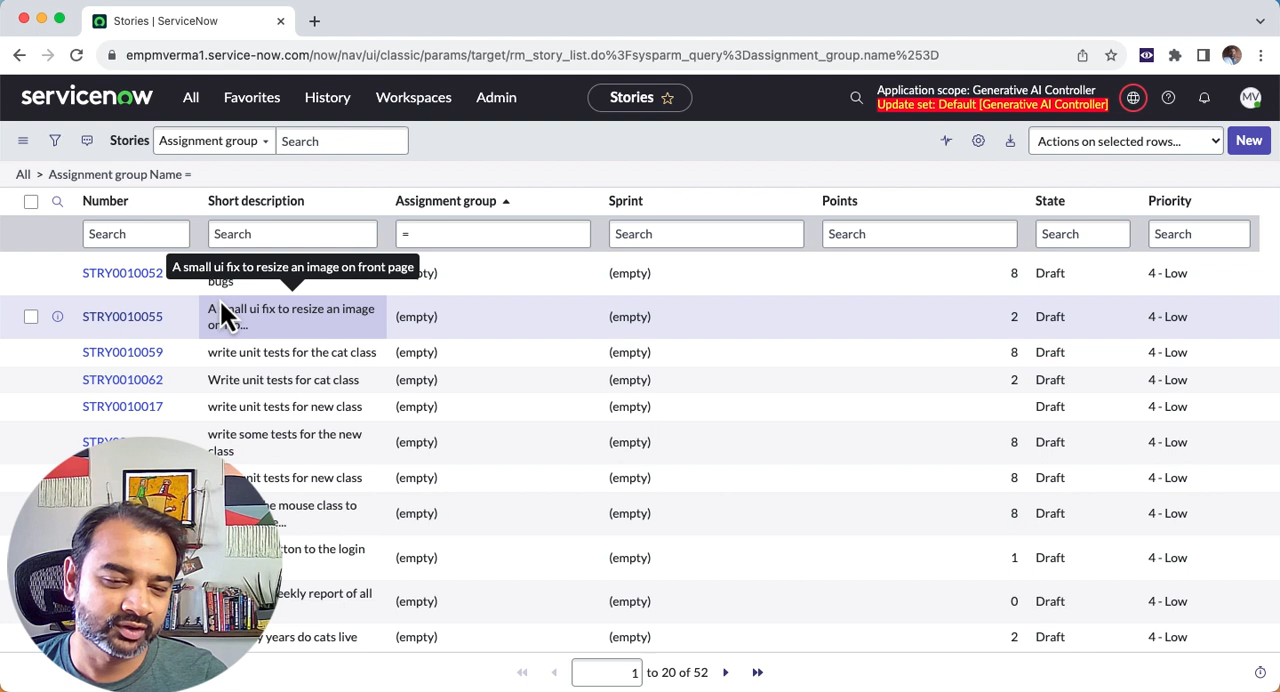 Stories | ServiceNow
empmverma1.service-now.com/now/nav/ui/classic/params/target/rm_story_list.do%3Fsysparm_query%3Dassignment_group.name%253D
servicenow All Favorites History Workspaces Admin Stories Application scope: Generative AI Controller
Update set: Default [Generative AI Controller] MV
Stories Assignment group Search Actions on selected rows... New
All > Assignment group Name =
Number Short description Assignment group Sprint Points State Priority
Search Search = Search Search Search Search
A small ui fix to resize an image on front page
STRY0010052 bugs (empty) 8 Draft 4 - Low
STRY0010055 A small ui fix to resize an image (empty) (empty) 2 Draft 4 - Low
STRY0010059 write unit tests for the cat class (empty) (empty) 8 Draft 4 - Low
STRY0010062 Write unit tests for cat class (empty) (empty) 2 Draft 4 - Low
STRY0010017 write unit tests for new class (empty) (empty) Draft 4 - Low
write some tests for the new
class (empty) (empty) 8 Draft 4 - Low
tests for new class (empty) (empty) 8 Draft 4 - Low
mouse class to (empty) (empty) 8 Draft 4 - Low
to the login (empty) (empty) 1 Draft 4 - Low
report of all (empty) (empty) 0 Draft 4 - Low
years do cats live (empty) (empty) 2 Draft 4 - Low
1 to 20 of 52